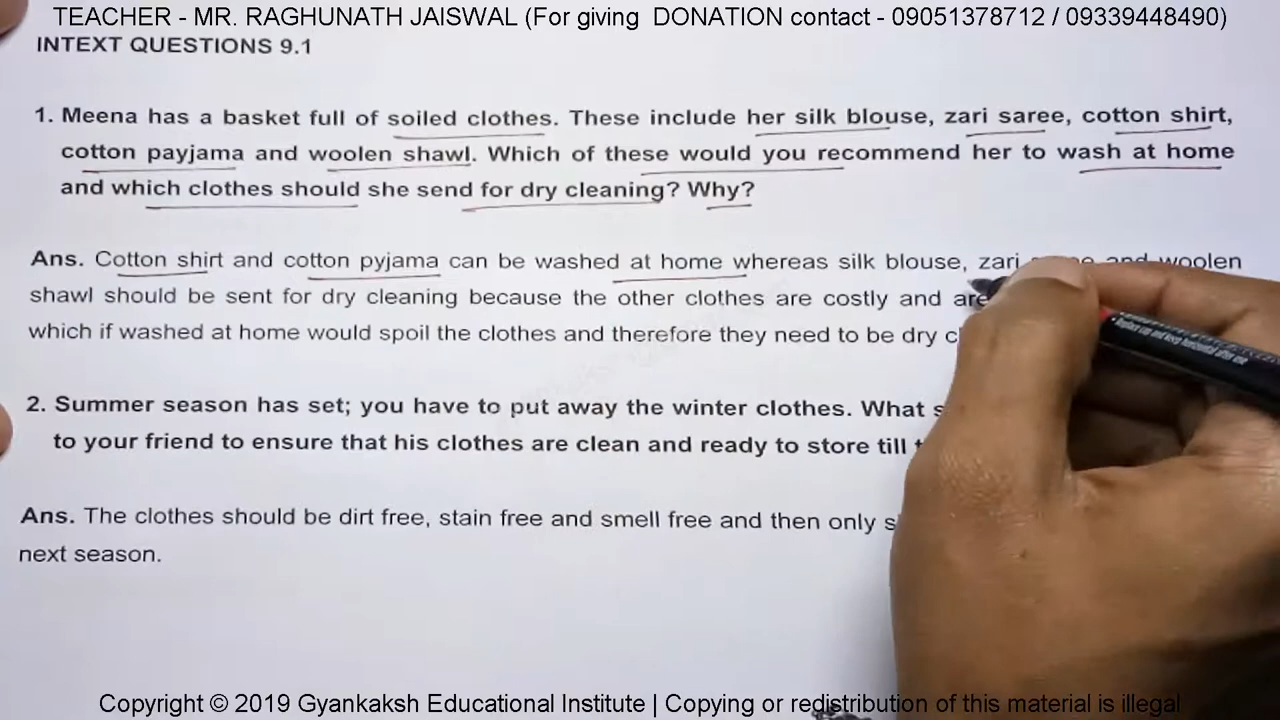 TEACHER - MR. RAGHUNATH JAISWAL (For giving DONATION contact - 09051378712 / 09339448490)
INTEXT QUESTIONS 9.1
1. Meena has a basket full of soiled clothes. These include her silk blouse, zari saree, cotton shirt,
cotton payjama and woolen shawl. Which of these would you recommend her to wash at home
and which clothes should she send for dry cleaning? Why?
Ans. Cotton shirt and cotton pyjama can be washed at home whereas silk blouse, zari and woolen
shawl should be sent for dry cleaning because the other clothes are costly and are
which if washed at home would spoil the clothes and therefore they need to be dry
2. Summer season has set; you have to put away the winter clothes. What
to your friend to ensure that his clothes are clean and ready to store till
Ans. The clothes should be dirt free, stain free and smell free and then only
next season.
Copyright © 2019 Gyankaksh Educational Institute | Copying or redistribution of this material is illegal